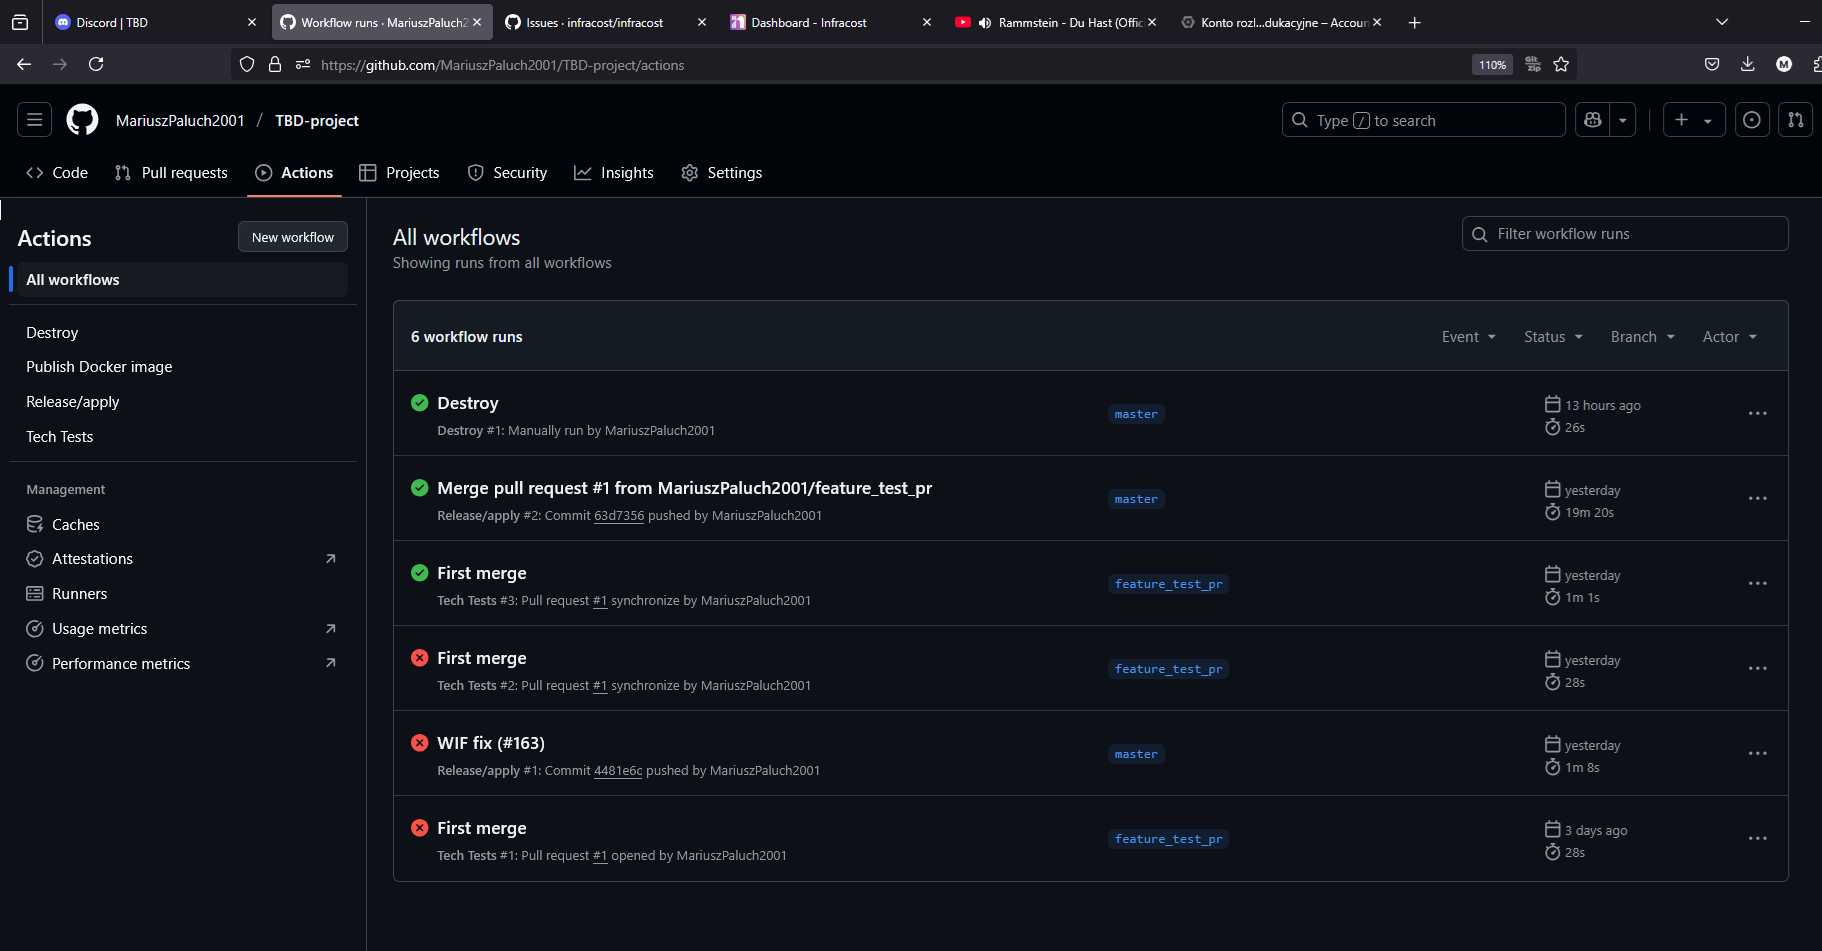 Discord | TBD
Workflow runs · MariuszPaluch2
Issues · infracost/infracost
Dashboard - Infracost
Rammstein - Du Hast (Offic
Konto rozl...dukacyjne – Accoun
https://github.com/MariuszPaluch2001/TBD-project/actions
110%
Git Zip
M
MariuszPaluch2001 / TBD-project
Type / to search
Code
Pull requests
Actions
Projects
Security
Insights
Settings
Actions
New workflow
All workflows
Destroy
Publish Docker image
Release/apply
Tech Tests
Management
Caches
Attestations
Runners
Usage metrics
Performance metrics
All workflows
Showing runs from all workflows
Filter workflow runs
6 workflow runs
Event
Status
Branch
Actor
Destroy
Destroy #1: Manually run by MariuszPaluch2001
master
13 hours ago
26s
Merge pull request #1 from MariuszPaluch2001/feature_test_pr
Release/apply #2: Commit 63d7356 pushed by MariuszPaluch2001
master
yesterday
19m 20s
First merge
Tech Tests #3: Pull request #1 synchronize by MariuszPaluch2001
feature_test_pr
yesterday
1m 1s
First merge
Tech Tests #2: Pull request #1 synchronize by MariuszPaluch2001
feature_test_pr
yesterday
28s
WIF fix (#163)
Release/apply #1: Commit 4481e6c pushed by MariuszPaluch2001
master
yesterday
1m 8s
First merge
Tech Tests #1: Pull request #1 opened by MariuszPaluch2001
feature_test_pr
3 days ago
28s